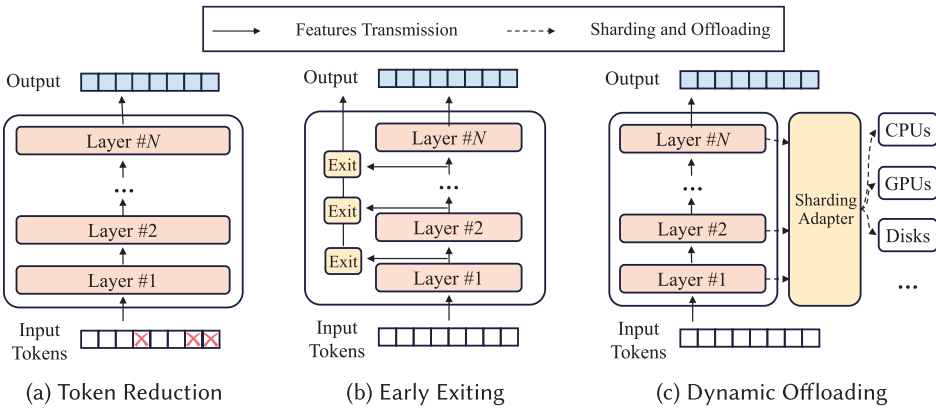 Features Transmission
Sharding and Offloading
Output
Layer #N
...
Layer #2
Layer #1
Input
Tokens
(a) Token Reduction
Output
Layer #N
Exit
...
Exit
Layer #2
Exit
Layer #1
Input
Tokens
(b) Early Exiting
Output
Layer #N
...
Layer #2
Layer #1
Sharding
Adapter
CPUs
GPUs
Disks
...
Input
Tokens
(c) Dynamic Offloading